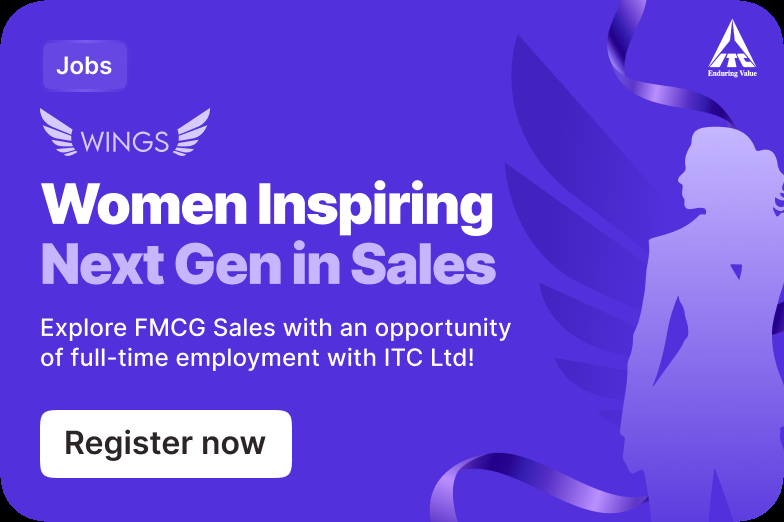 Jobs
ITC
Enduring Value
WINGS
Women Inspiring
Next Gen in Sales
Explore FMCG Sales with an opportunity
of full-time employment with ITC Ltd!
Register now